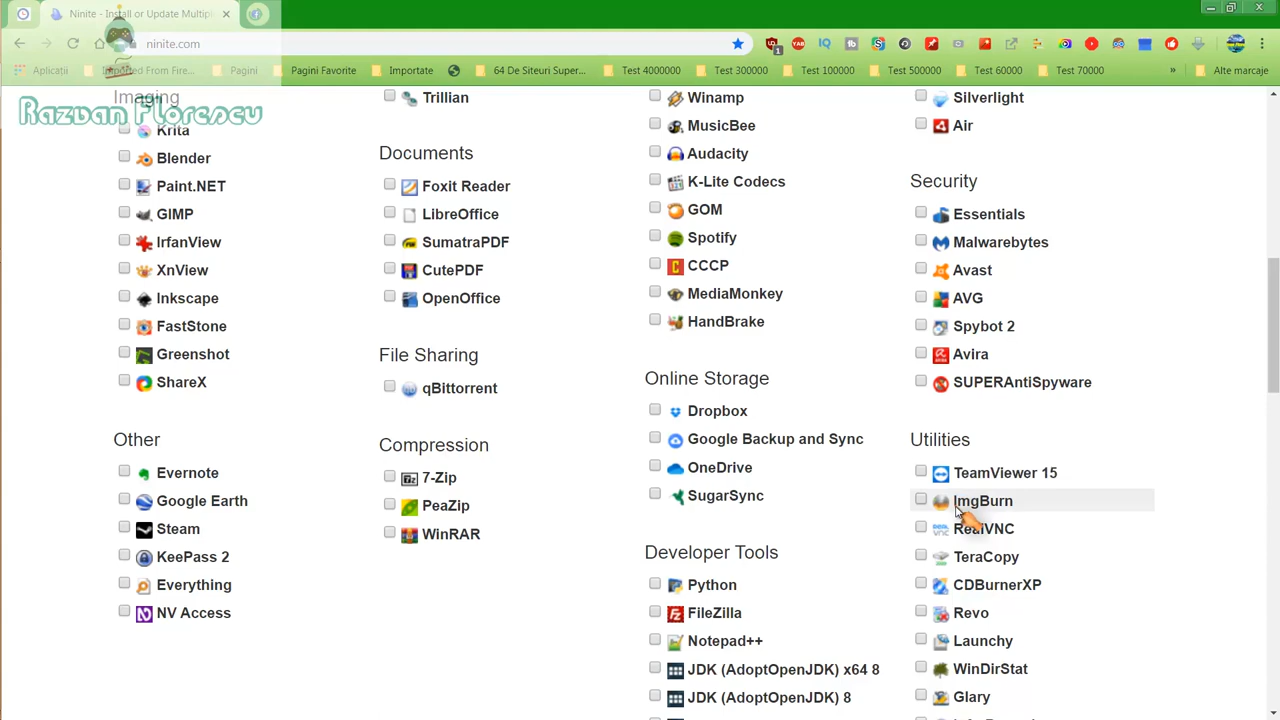 Ninite - Install or Update Multipl
ninite.com
Aplicații
Imported From Fire...
Pagini
Pagini Favorite
Importate
64 De Siteuri Super...
Test 4000000
Test 300000
Test 100000
Test 500000
Test 60000
Test 70000
»
Alte marcaje
Razvan Florescu
Imaging
Krita
Blender
Paint.NET
GIMP
IrfanView
XnView
Inkscape
FastStone
Greenshot
ShareX
Other
Evernote
Google Earth
Steam
KeePass 2
Everything
NV Access
Trillian
Documents
Foxit Reader
LibreOffice
SumatraPDF
CutePDF
OpenOffice
File Sharing
qBittorrent
Compression
7-Zip
PeaZip
WinRAR
Winamp
MusicBee
Audacity
K-Lite Codecs
GOM
Spotify
CCCP
MediaMonkey
HandBrake
Online Storage
Dropbox
Google Backup and Sync
OneDrive
SugarSync
Developer Tools
Python
FileZilla
Notepad++
JDK (AdoptOpenJDK) x64 8
JDK (AdoptOpenJDK) 8
Silverlight
Air
Security
Essentials
Malwarebytes
Avast
AVG
Spybot 2
Avira
SUPERAntiSpyware
Utilities
TeamViewer 15
ImgBurn
RealVNC
TeraCopy
CDBurnerXP
Revo
Launchy
WinDirStat
Glary